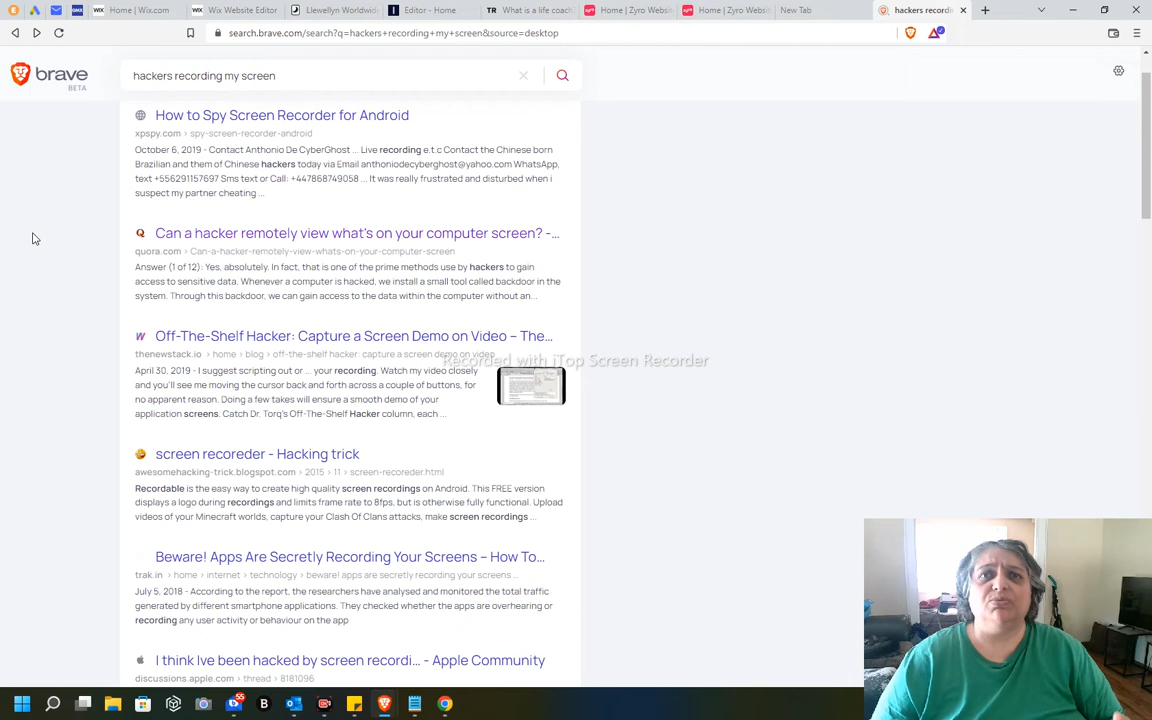 Home | Wix.com
Wix Website Editor
Llewellyn Worldwid
Editor - Home
TR What is a life coach
Home | Zyro Websit
Home | Zyro Websit
New Tab
hackers recordi
search.brave.com/search?q=hackers+recording+my+screen&source=desktop
brave
BETA
hackers recording my screen
How to Spy Screen Recorder for Android
xpspy.com › spy-screen-recorder-android
October 6, 2019 - Contact Anthonio De CyberGhost ... Live recording e.t.c Contact the Chinese born
Brazilian and them of Chinese hackers today via Email anthoniodecyberghost@yahoo.com WhatsApp,
text +556291157697 Sms text or Call: +447868749058 ... It was really frustrated and disturbed when i
suspect my partner cheating ...
Can a hacker remotely view what's on your computer screen? -...
quora.com › Can-a-hacker-remotely-view-whats-on-your-computer-screen
Answer (1 of 12): Yes, absolutely. In fact, that is one of the prime methods use by hackers to gain
access to sensitive data. Whenever a computer is hacked, we install a small tool called backdoor in the
system. Through this backdoor, we can gain access to the data within the computer without an...
Off-The-Shelf Hacker: Capture a Screen Demo on Video – The...
thenewstack.io › home › blog › off-the-shelf hacker: capture a screen demo on video
Recorded with iTop Screen Recorder
April 30, 2019 - I suggest scripting out or ... your recording. Watch my video closely
and you'll see me moving the cursor back and forth across a couple of buttons, for
no apparent reason. Doing a few takes will ensure a smooth demo of your
application screens. Catch Dr. Torq's Off-The-Shelf Hacker column, each ...
screen recoreder - Hacking trick
awesomehacking-trick.blogspot.com › 2015 › 11 › screen-recoreder.html
Recordable is the easy way to create high quality screen recordings on Android. This FREE version
displays a logo during recordings and limits frame rate to 8fps, but is otherwise fully functional. Upload
videos of your Minecraft worlds, capture your Clash Of Clans attacks, make screen recordings ...
Beware! Apps Are Secretly Recording Your Screens – How To...
trak.in › home › internet › technology › beware! apps are secretly recording your screens ...
July 5, 2018 - According to the report, the researchers have analysed and monitored the total traffic
generated by different smartphone applications. They checked whether the apps are overhearing or
recording any user activity or behaviour on the app
I think Ive been hacked by screen recordi... - Apple Community
discussions.apple.com › thread › 8181096
55